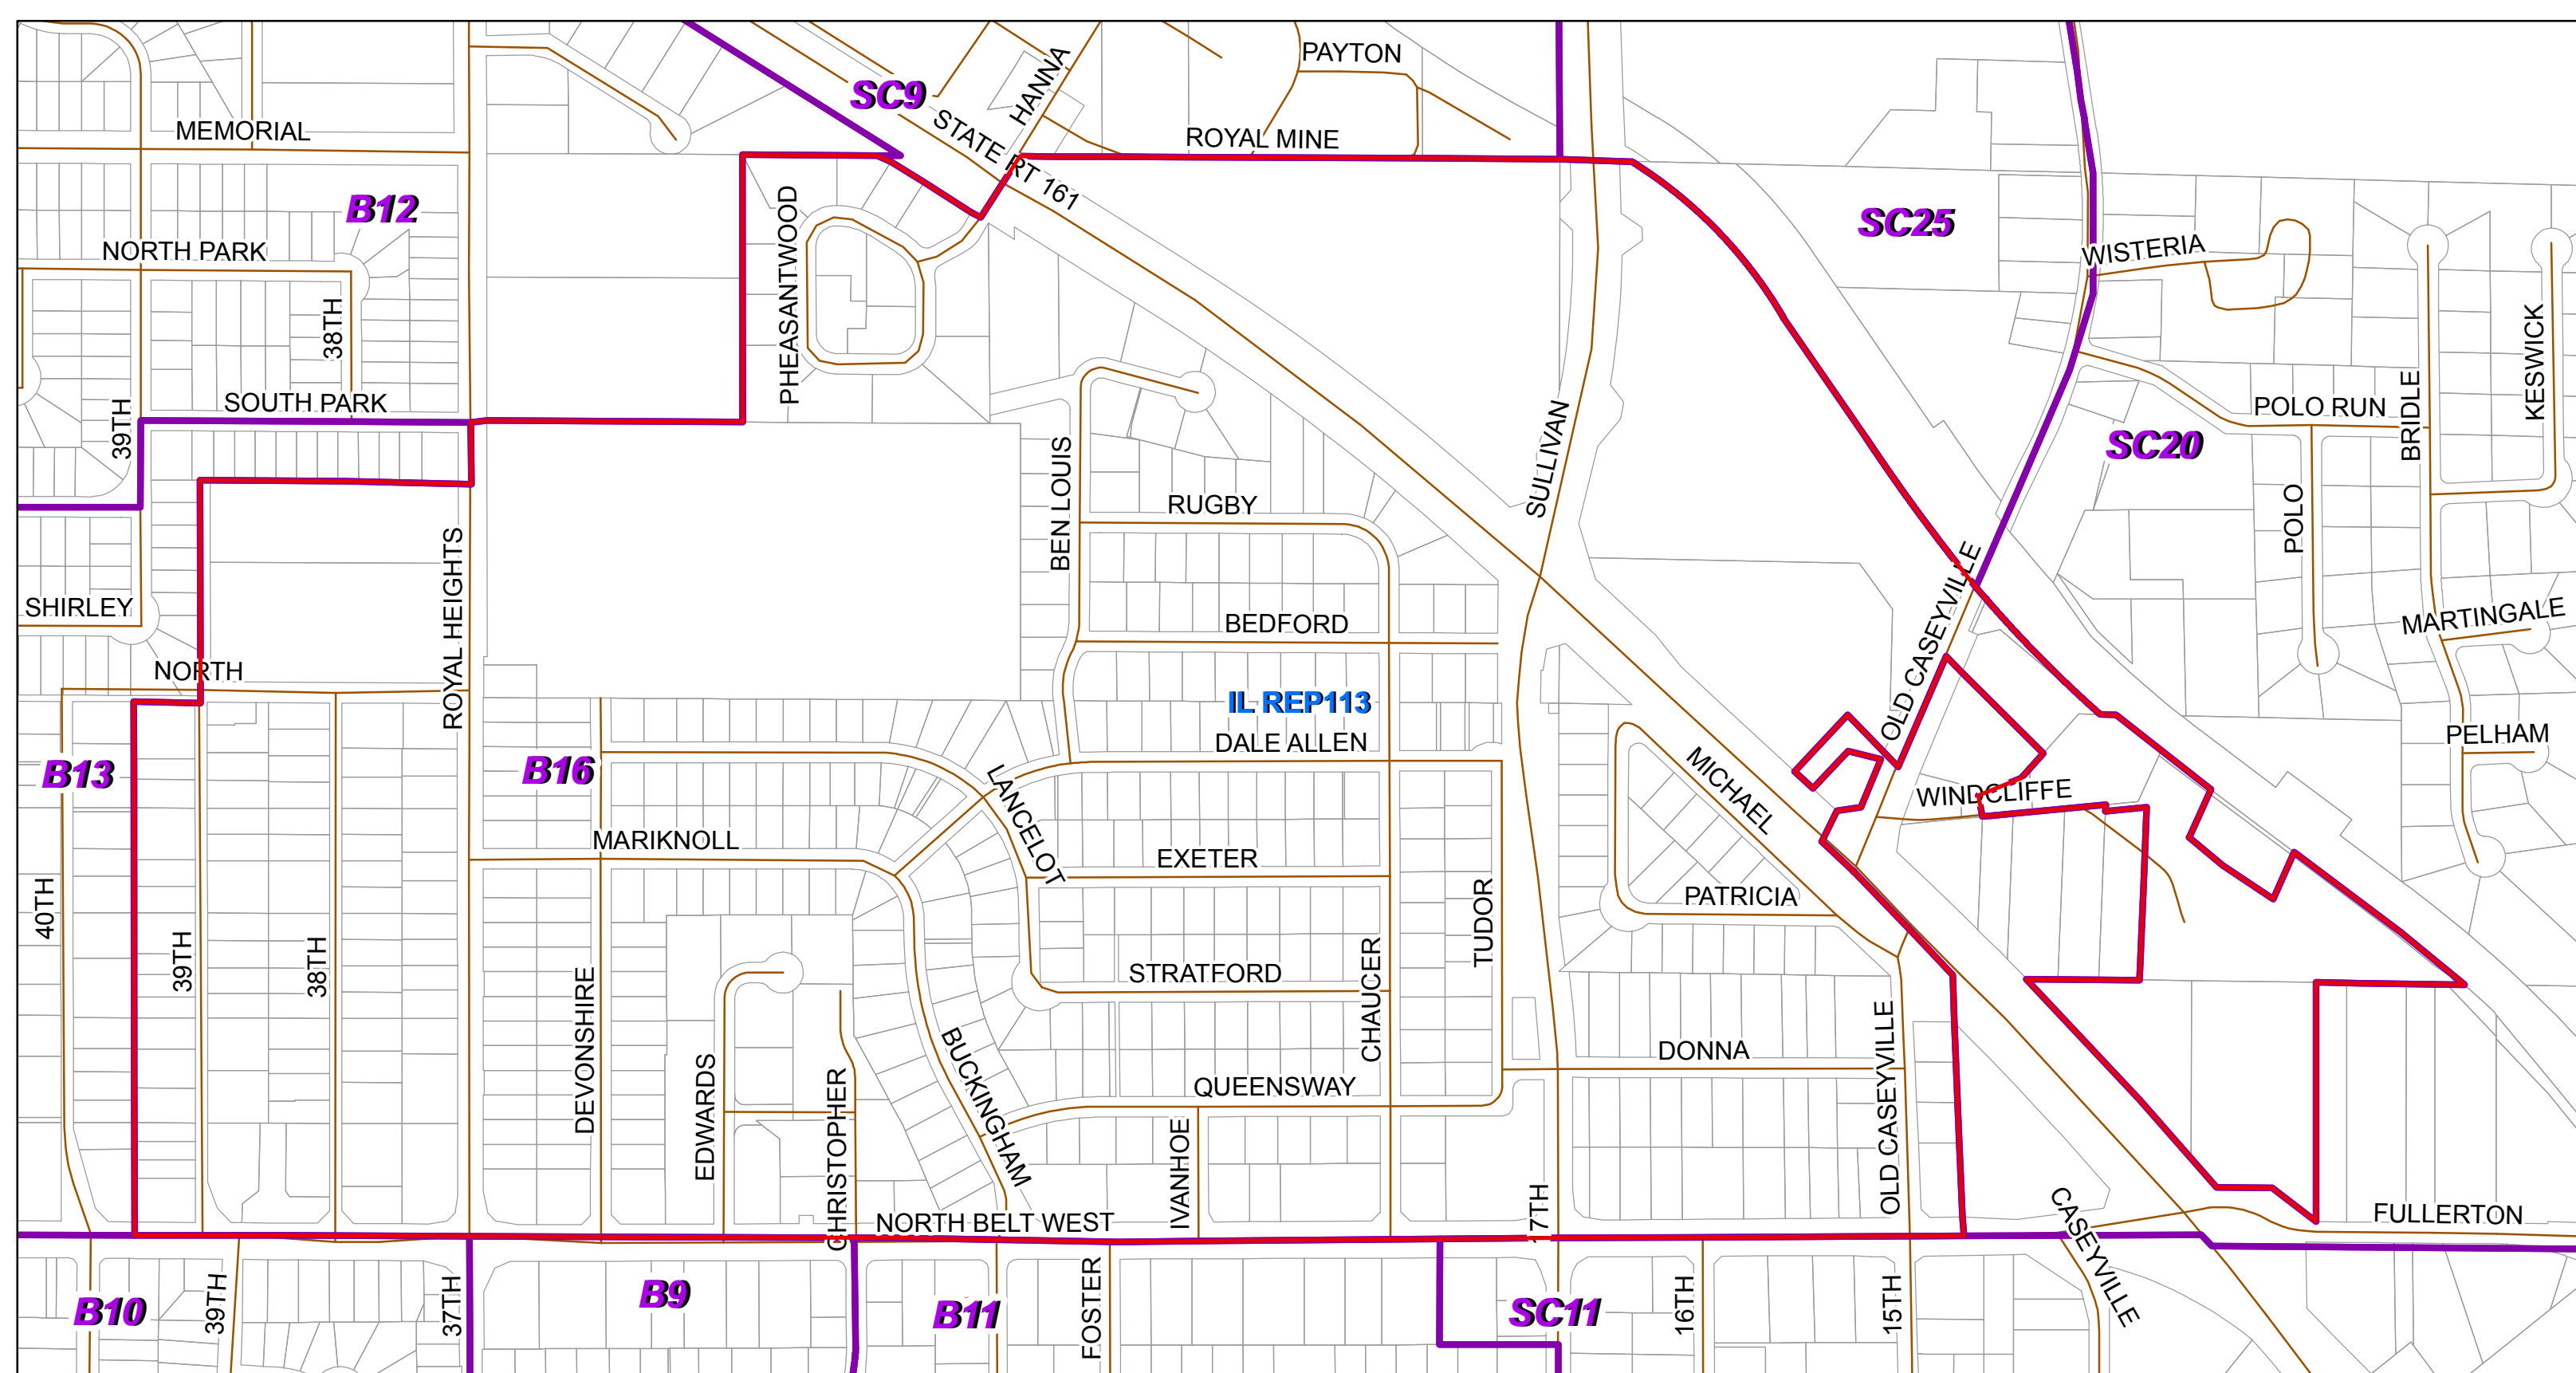 PAYTON
HANNA
SC9
STATE RT 161
ROYAL MINE
MEMORIAL
B12
SC25
NORTH PARK
WISTERIA
PHEASANTWOOD
38TH
KESWICK
SOUTH PARK
39TH
POLO RUN
BRIDLE
SC20
SULLIVAN
BEN LOUIS
RUGBY
POLO
SHIRLEY
ROYAL HEIGHTS
BEDFORD
OLD CASEYVILLE
MARTINGALE
NORTH
IL REP113
DALE ALLEN
PELHAM
B13
B16
LANCELOT
MICHAEL
WINDCLIFFE
MARIKNOLL
EXETER
PATRICIA
40TH
39TH
38TH
TUDOR
STRATFORD
CHAUCER
DEVONSHIRE
DONNA
OLD CASEYVILLE
BUCKINGHAM
QUEENSWAY
EDWARDS
CHRISTOPHER
IVANHOE
17TH
NORTH BELT WEST
CASEYVILLE
FULLERTON
B10
39TH
37TH
B9
B11
FOSTER
SC11
16TH
15TH